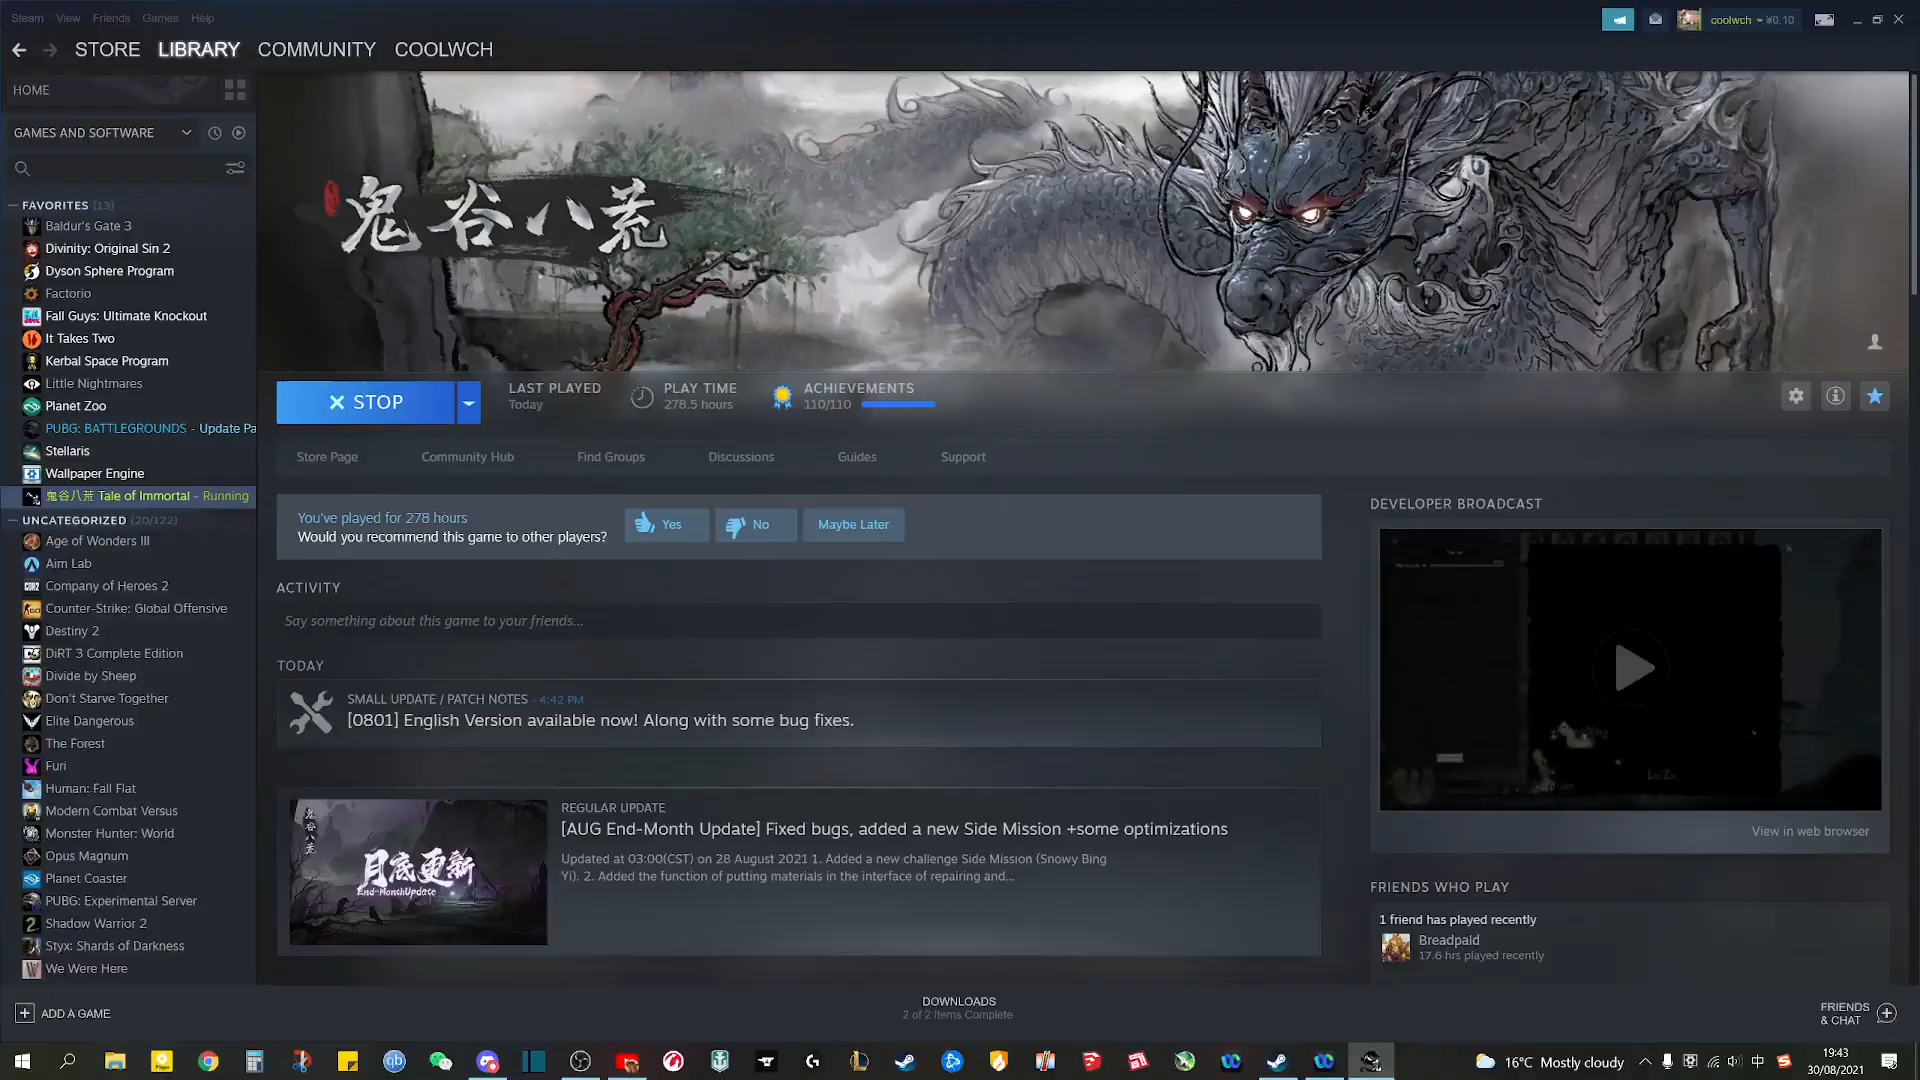 Steam View Friends Games Help
coolwch ¥0.10
STORE LIBRARY COMMUNITY COOLWCH
HOME
GAMES AND SOFTWARE
FAVORITES (13)
Baldur's Gate 3
Divinity: Original Sin 2
Dyson Sphere Program
Factorio
Fall Guys: Ultimate Knockout
It Takes Two
Kerbal Space Program
Little Nightmares
Planet Zoo
PUBG: BATTLEGROUNDS - Update Pa
Stellaris
Wallpaper Engine
鬼谷八荒 Tale of Immortal - Running
UNCATEGORIZED (20/122)
Age of Wonders III
Aim Lab
Company of Heroes 2
Counter-Strike: Global Offensive
Destiny 2
DiRT 3 Complete Edition
Divide by Sheep
Don't Starve Together
Elite Dangerous
The Forest
Furi
Human: Fall Flat
Modern Combat Versus
Monster Hunter: World
Opus Magnum
Planet Coaster
PUBG: Experimental Server
Shadow Warrior 2
Styx: Shards of Darkness
We Were Here
ADD A GAME
鬼谷八荒
STOP
LAST PLAYED
Today
PLAY TIME
278.5 hours
ACHIEVEMENTS
110/110
Store Page Community Hub Find Groups Discussions Guides Support
You've played for 278 hours
Would you recommend this game to other players?
Yes No Maybe Later
ACTIVITY
Say something about this game to your friends...
TODAY
SMALL UPDATE / PATCH NOTES - 4:42 PM
[0801] English Version available now! Along with some bug fixes.
鬼谷八荒
月底更新
End-MonthUpdate
REGULAR UPDATE
[AUG End-Month Update] Fixed bugs, added a new Side Mission +some optimizations
Updated at 03:00(CST) on 28 August 2021 1. Added a new challenge Side Mission (Snowy Bing
Yi). 2. Added the function of putting materials in the interface of repairing and...
DEVELOPER BROADCAST
View in web browser
FRIENDS WHO PLAY
1 friend has played recently
Breadpald
17.6 hrs played recently
DOWNLOADS
2 of 2 Items Complete
FRIENDS
& CHAT
16°C Mostly cloudy
中
19:43
30/08/2021